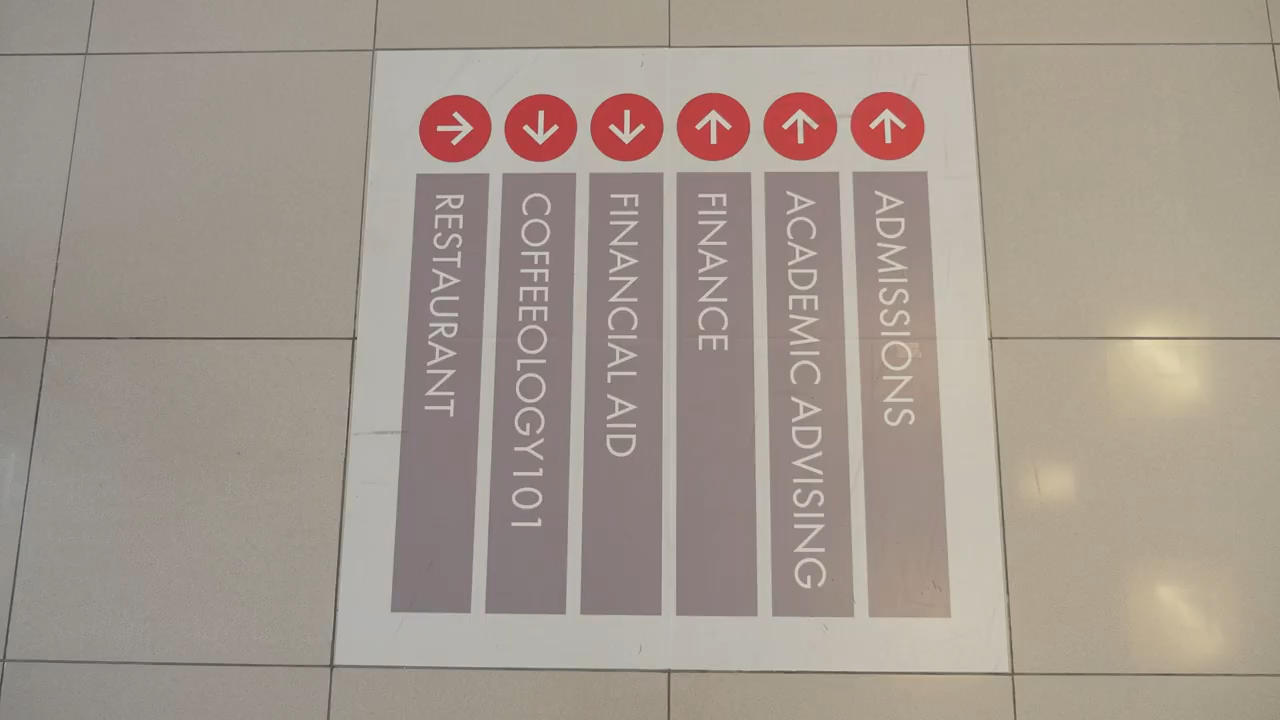 ADMISSIONS
ACADEMIC ADVISING
FINANCE
FINANCIAL AID
COFFEEOLOGY101
RESTAURANT